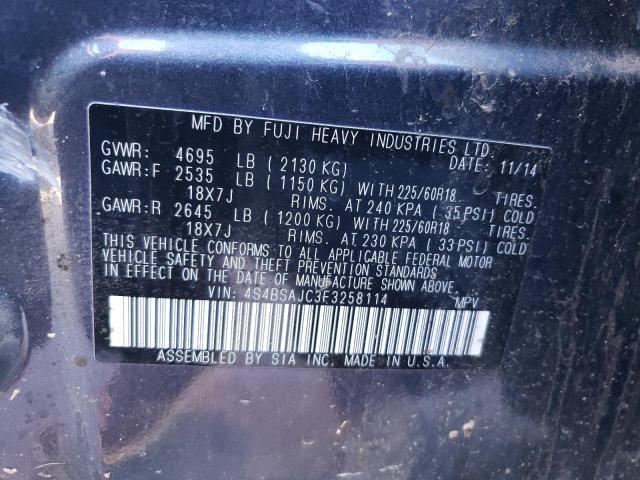 MFD BY FUJI HEAVY INDUSTRIES LTD.
GVWR: 4695 LB (2130 KG) DATE: 11/14
GAWR:F 2535 LB (1150 KG) WITH 225/60R18 TIRES.
18X7J RIMS. AT 240 KPA (35 PSI) COLD
GAWR:R 2645 LB (1200 KG) WITH 225/60R18 TIRES.
18X7J RIMS. AT 230 KPA (33 PSI) COLD
THIS VEHICLE CONFORMS TO ALL APPLICABLE FEDERAL MOTOR
VEHICLE SAFETY AND THEFT PREVENTION STANDARDS
IN EFFECT ON THE DATE OF MANUFACTURE SHOWN ABOVE.
VIN: 4S4BSAJC3F3258114 MPV
ASSEMBLED BY SIA INC. MADE IN U.S.A.